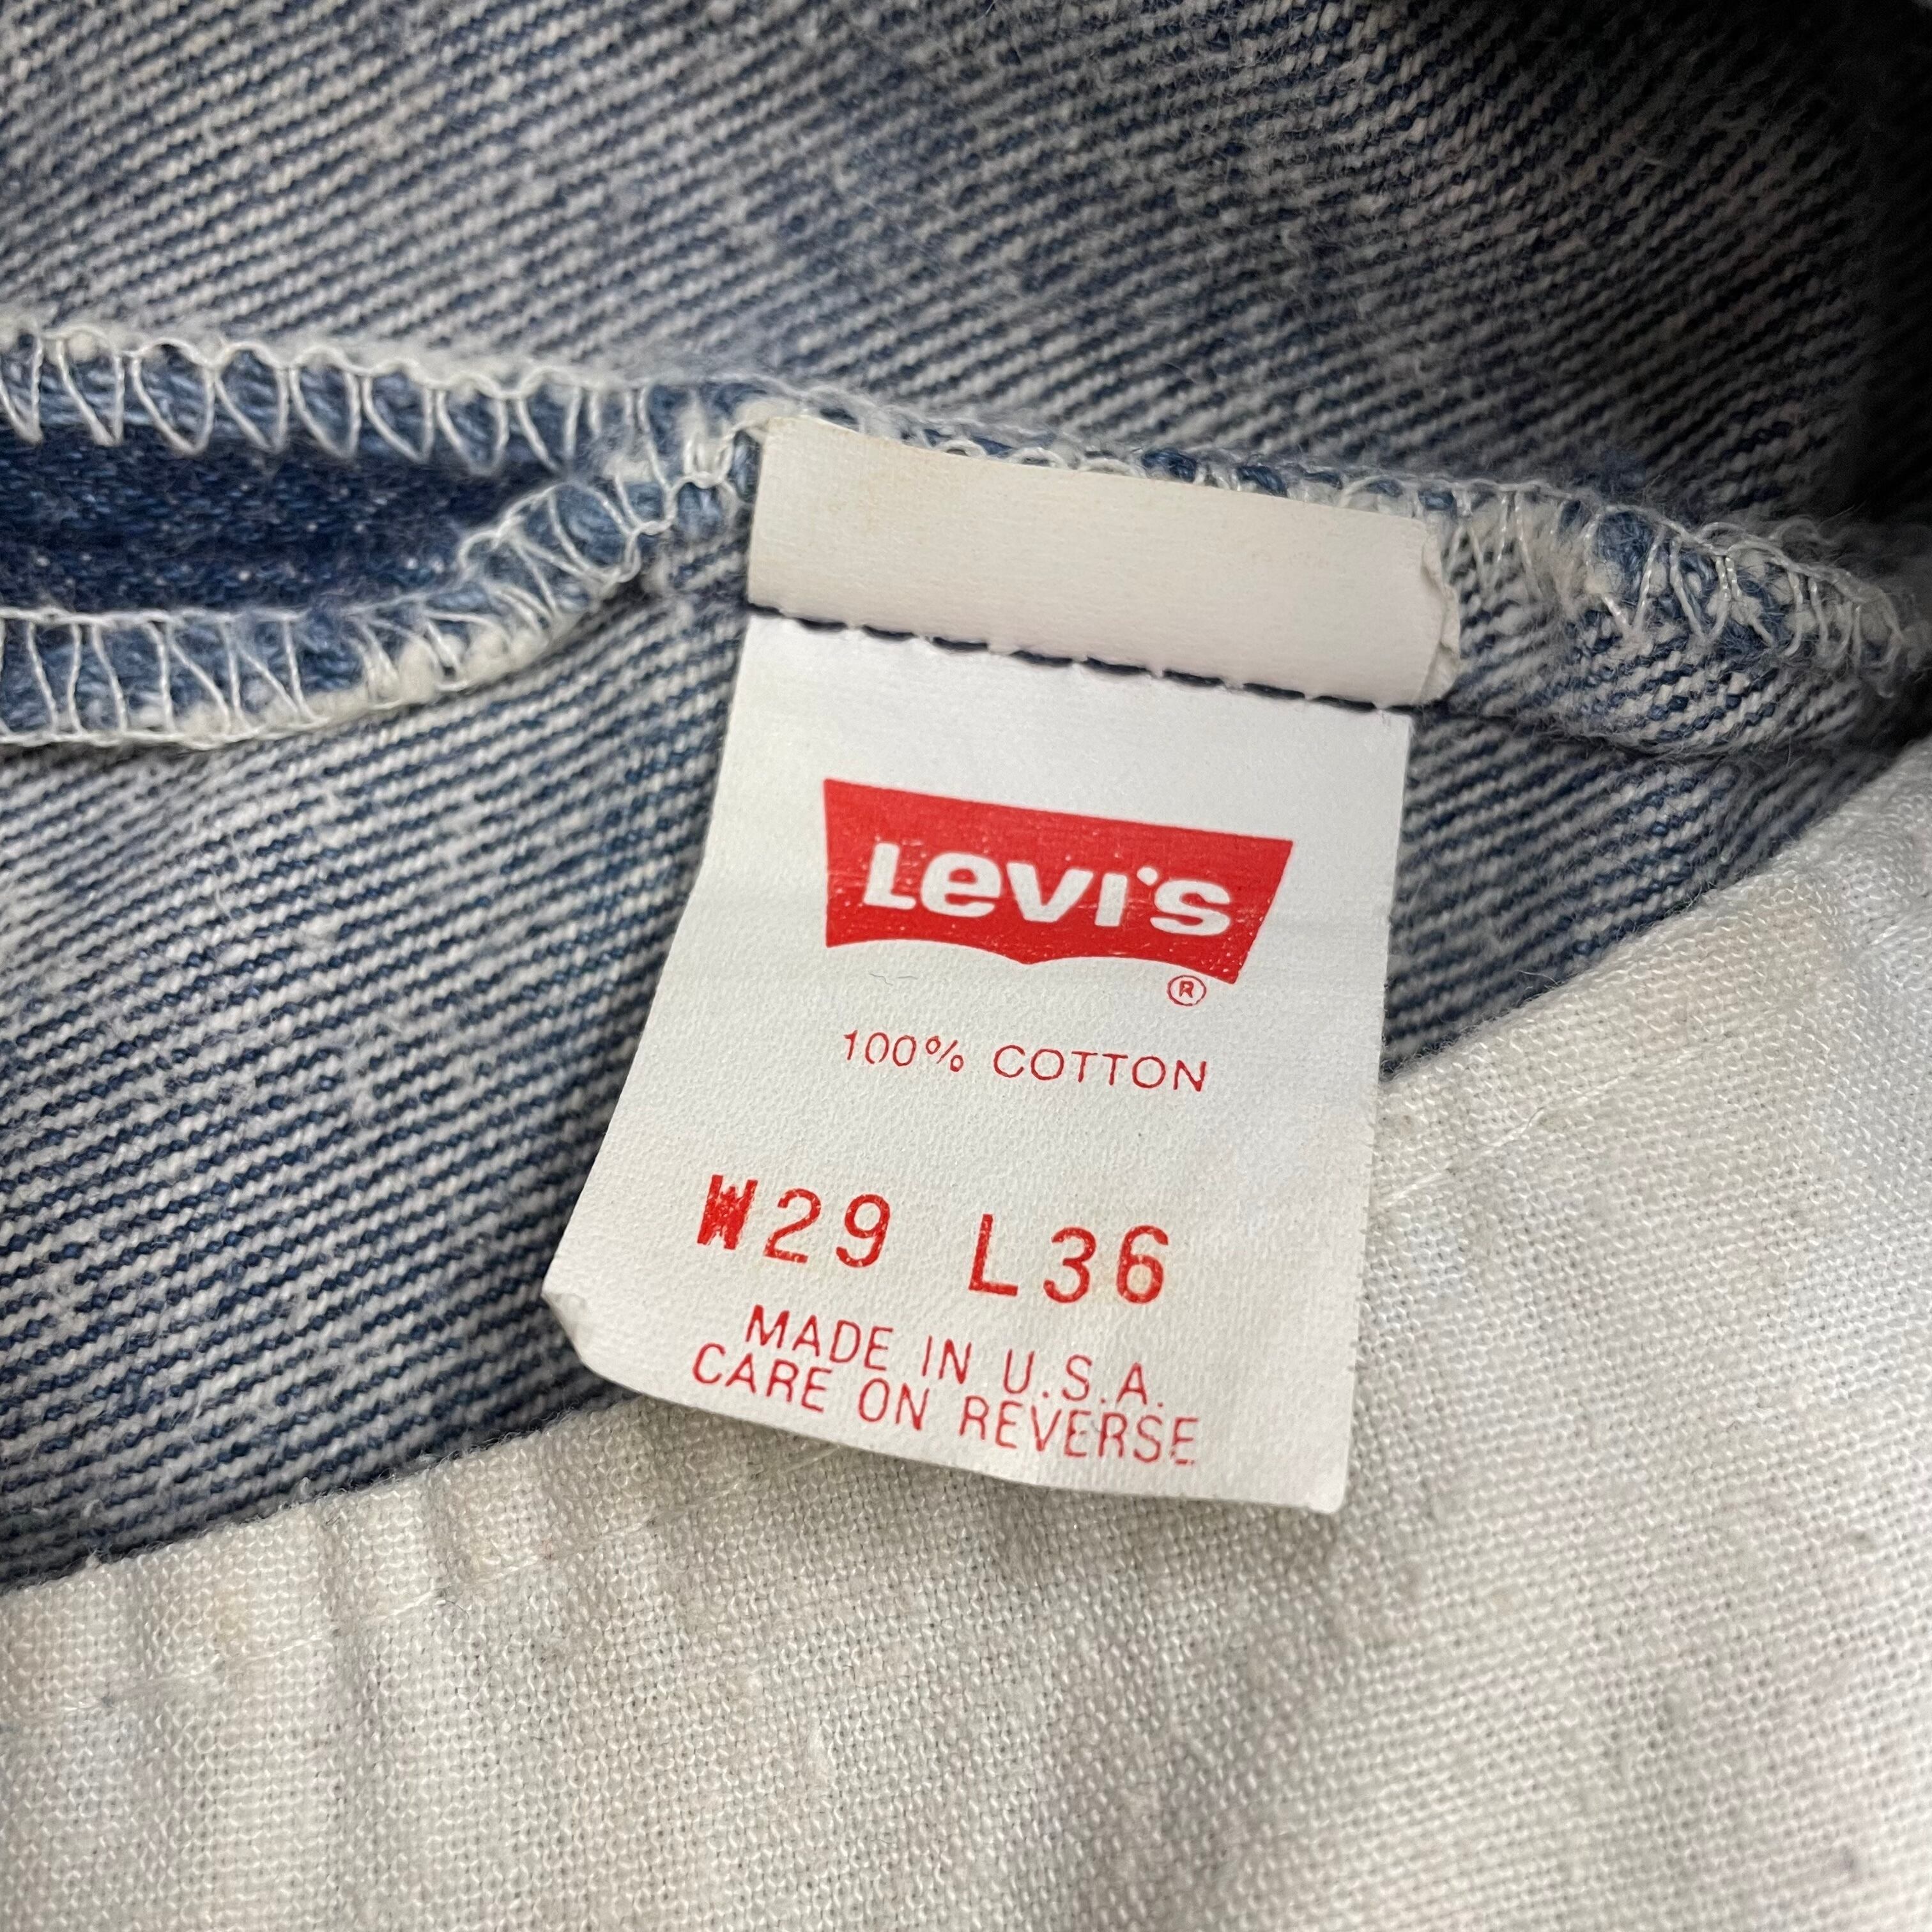 Levi's
®
100% COTTON
W29 L36
MADE IN U.S.A.
CARE ON REVERSE